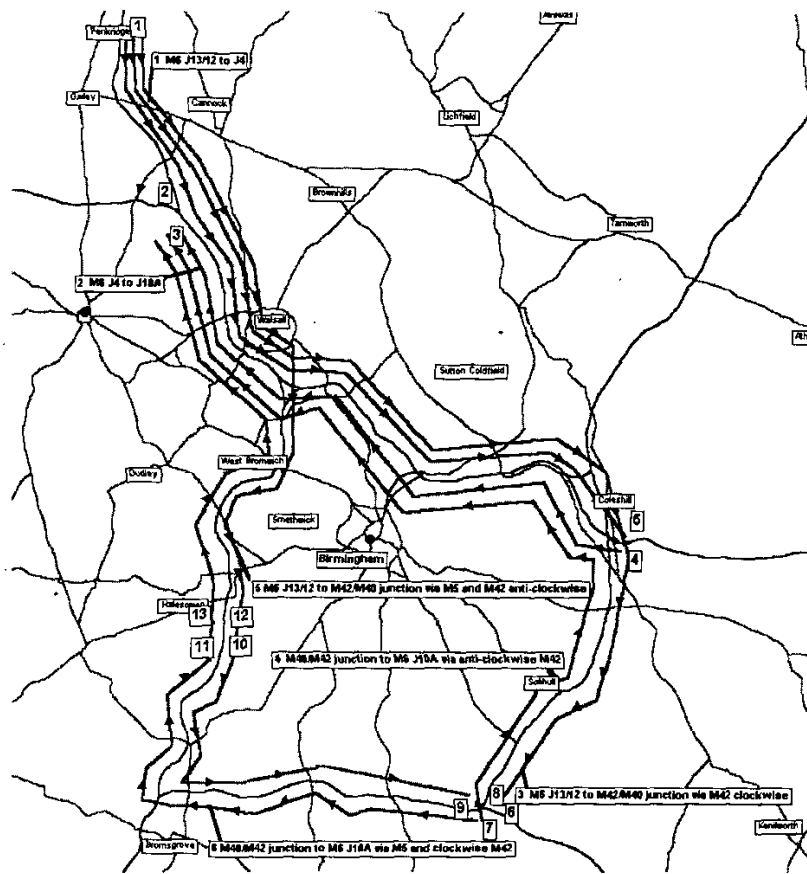 Penkridge
1
1 M6 J13/12 to J4
Gailey
Cannock
Lichfield
2
Brownhills
3
Tamworth
2 M6 J4 to J10A
Walsall
Ath
Sutton Coldfield
West Bromwich
Dudley
Coleshill
Smethwick
5
Birmingham
4
5 M6 J13/12 to M42/M40 junction via M5 and M42 anti-clockwise
Halesowen
13
12
11
10
4 M40/M42 junction to M6 J10A via anti-clockwise M42
Solihull
8
3 M6 J13/12 to M42/M40 junction via M42 clockwise
9
6
7
Kenilworth
Bromsgrove
6 M40/M42 junction to M6 J10A via M5 and clockwise M42